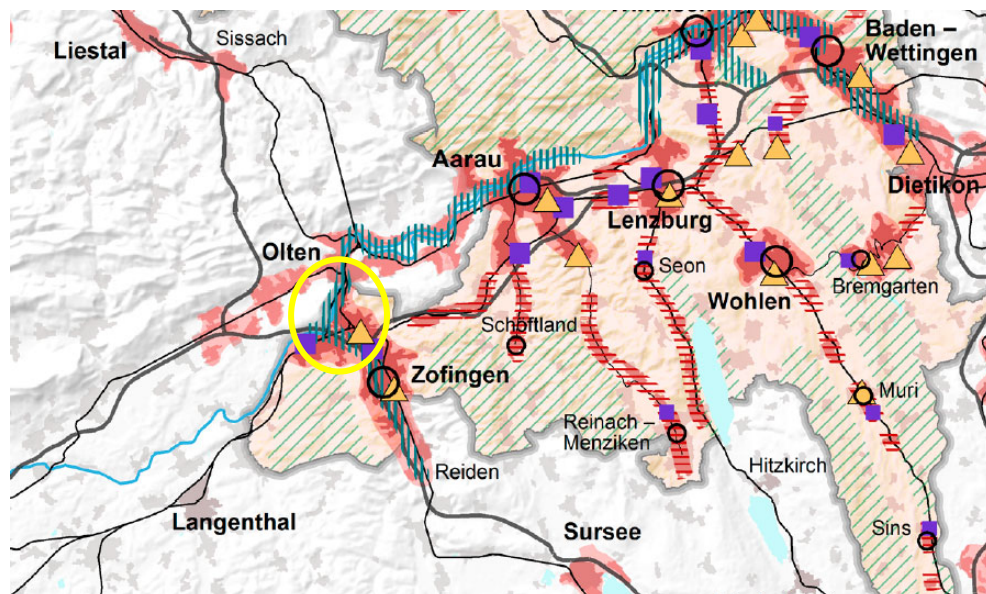 Liestal
Sissach
Baden –
Wettingen
Aarau
Dietikon
Lenzburg
Olten
Seon
Wohlen
Bremgarten
Schöftland
Zofingen
Muri
Reinach –
Menziken
Reiden
Hitzkirch
Langenthal
Sursee
Sins